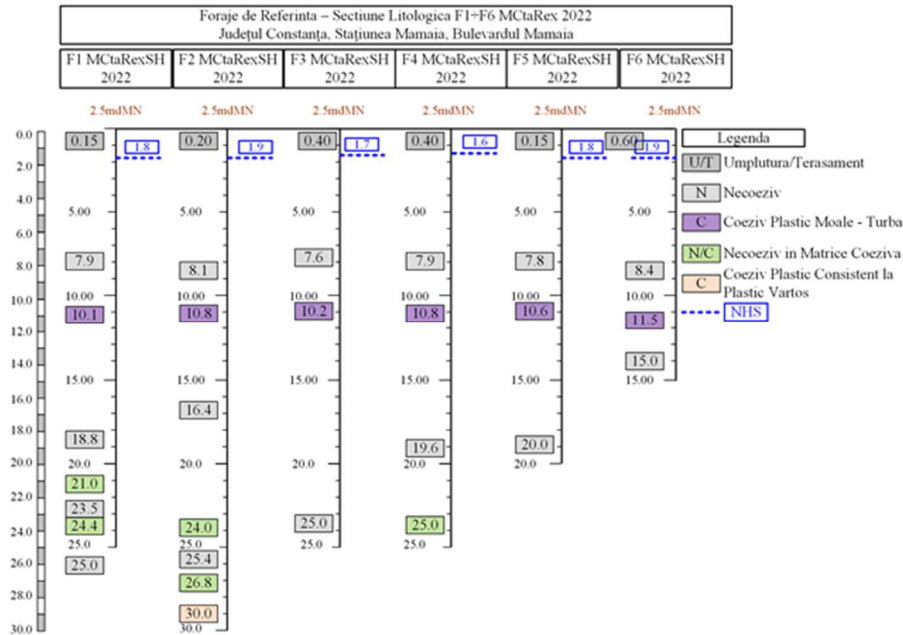 Foraje de Referinta – Sectiune Litologica F1÷F6 MCtaRex 2022
Județul Constanța, Stațiunea Mamaia, Bulevardul Mamaia
F1 MCtaRexSH 2022
F2 MCtaRexSH 2022
F3 MCtaRexSH 2022
F4 MCtaRexSH 2022
F5 MCtaRexSH 2022
F6 MCtaRexSH 2022
2.5mdMN 2.5mdMN 2.5mdMN 2.5mdMN 2.5mdMN 2.5mdMN
0.0 0.15 0.20 0.40 0.40 0.15 0.60
1.8 1.9 1.7 1.6 1.8 1.9
2.0
4.0
5.00 5.00 5.00 5.00 5.00 5.00
6.0
8.0 7.9 8.1 7.6 7.9 7.8 8.4
10.0 10.00 10.00 10.00 10.00 10.00 10.00
10.1 10.8 10.2 10.8 10.6 11.5
12.0
14.0 15.0
15.00 15.00 15.00 15.00 15.00 15.00
16.0 16.4
18.0 18.8 19.6 20.0
20.0 20.0 20.0 20.0 20.0 20.0
21.0
22.0
23.5
24.0 24.4 24.0 25.0 25.0
25.0 25.0 25.0 25.0
26.0 25.0 25.4
26.8
28.0
30.0
30.0 30.0
Legenda
U/T Umplutura/Terasament
N Necoeziv
C Coeziv Plastic Moale - Turba
N/C Necoeziv in Matrice Coeziva
C Coeziv Plastic Consistent la
Plastic Vartos
NHS